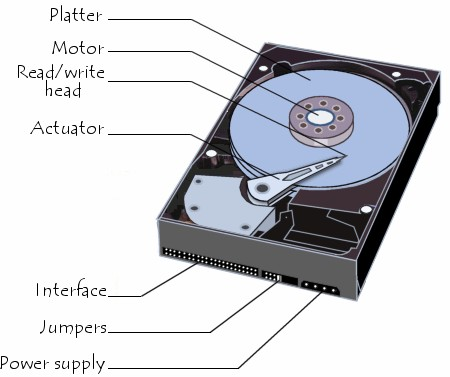 Platter
Motor
Read/write
head
Actuator
Interface
Jumpers
Power supply